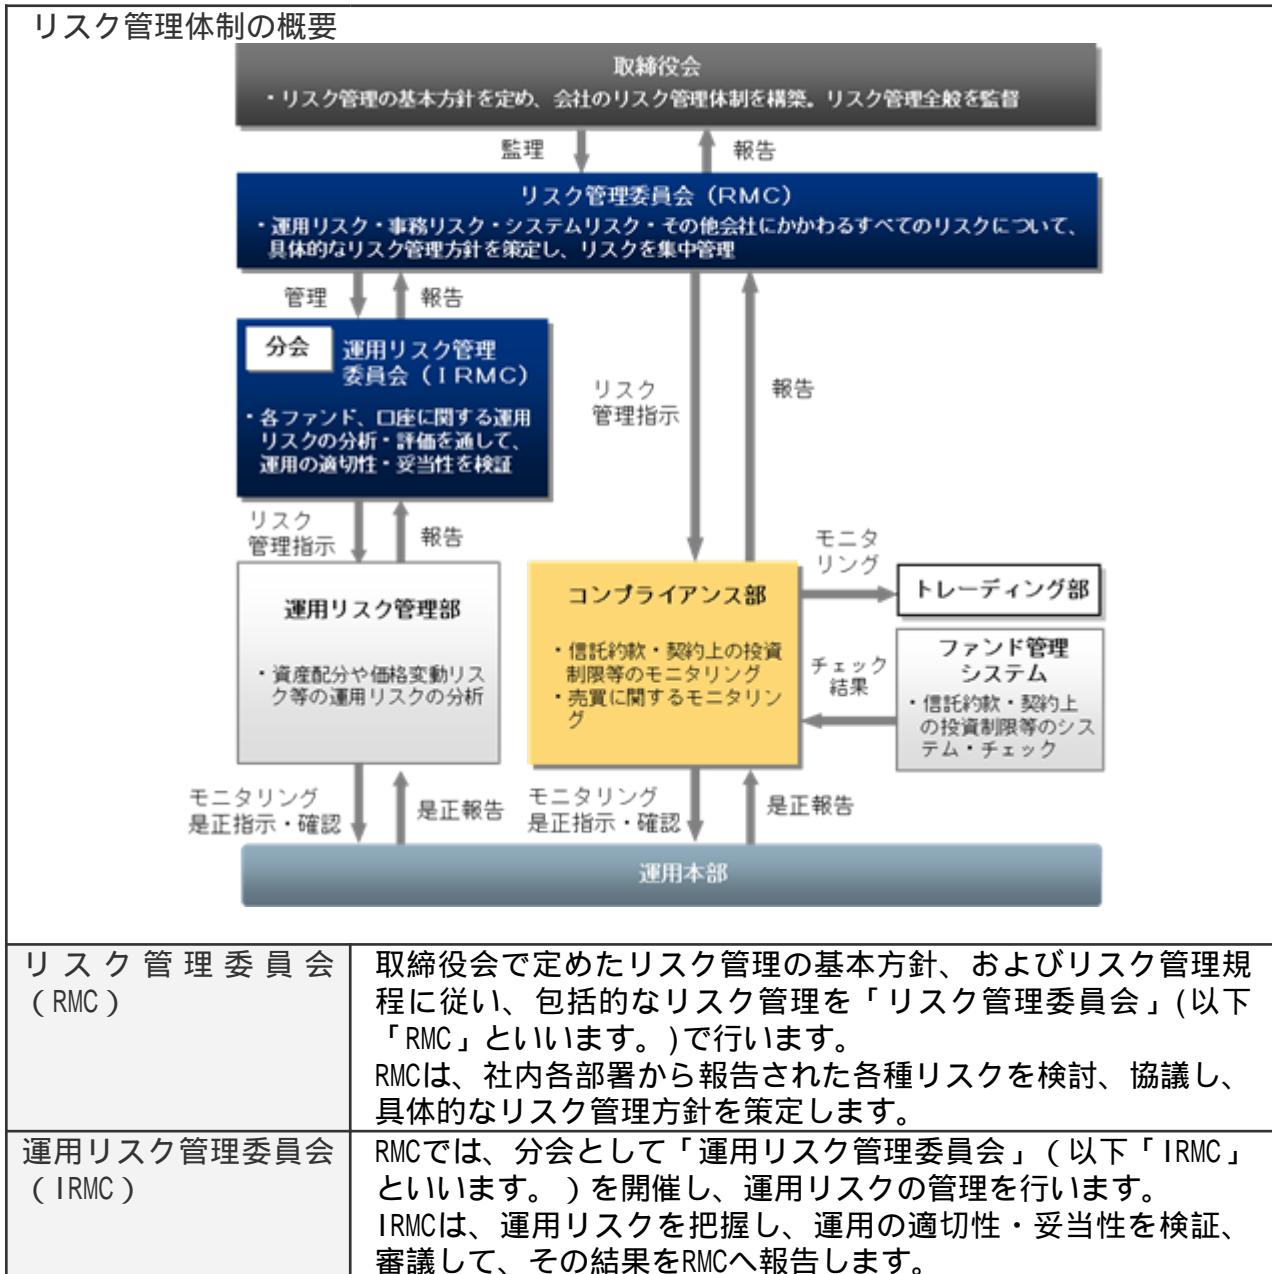 リスク管理体制の概要
取締役会
・リスク管理の基本方針を定め、会社のリスク管理体制を構築。リスク管理全般を監督
監理
報告
リスク管理委員会（ＲＭＣ）
・運用リスク・事務リスク・システムリスク・その他会社にかかわるすべてのリスクについて、
具体的なリスク管理方針を策定し、リスクを集中管理
管理
報告
分会
運用リスク管理
委員会（ＩＲＭＣ）
・各ファンド、口座に関する運用
リスクの分析・評価を通して、
運用の適切性・妥当性を検証
リスク
管理指示
報告
リスク
管理指示
報告
運用リスク管理部
・資産配分や価格変動リス
ク等の運用リスクの分析
コンプライアンス部
・信託約款・契約上の投資
制限等のモニタリング
・売買に関するモニタリン
グ
モニタ
リング
トレーディング部
チェック
結果
ファンド管理
システム
・信託約款・契約上
の投資制限等のシス
テム・チェック
モニタリング
是正指示・確認
是正報告
モニタリング
是正指示・確認
是正報告
運用本部
リスク管理委員会
（RMC）
取締役会で定めたリスク管理の基本方針、およびリスク管理規
程に従い、包括的なリスク管理を「リスク管理委員会」(以下
「RMC」といいます。)で行います。
RMCは、社内各部署から報告された各種リスクを検討、協議し、
具体的なリスク管理方針を策定します。
運用リスク管理委員会
（IRMC）
RMCでは、分会として「運用リスク管理委員会」（以下「IRMC」
といいます。）を開催し、運用リスクの管理を行います。
IRMCは、運用リスクを把握し、運用の適切性・妥当性を検証、
審議して、その結果をRMCへ報告します。